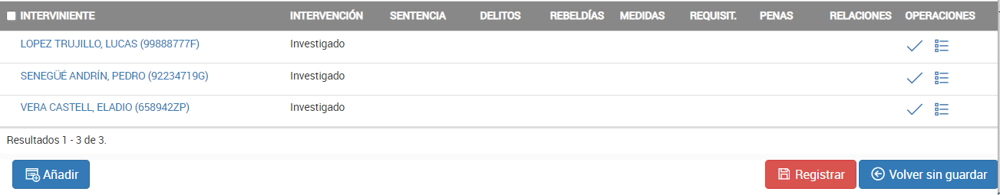 INTERVINIENTE INTERVENCIÓN SENTENCIA DELITOS REBELDÍAS MEDIDAS REQUISIT. PENAS RELACIONES OPERACIONES
LOPEZ TRUJILLO, LUCAS (99888777F) Investigado
SENEGÜÉ ANDRÍN, PEDRO (92234719G) Investigado
VERA CASTELL, ELADIO (658942ZP) Investigado
Resultados 1 - 3 de 3.
Añadir Registrar Volver sin guardar